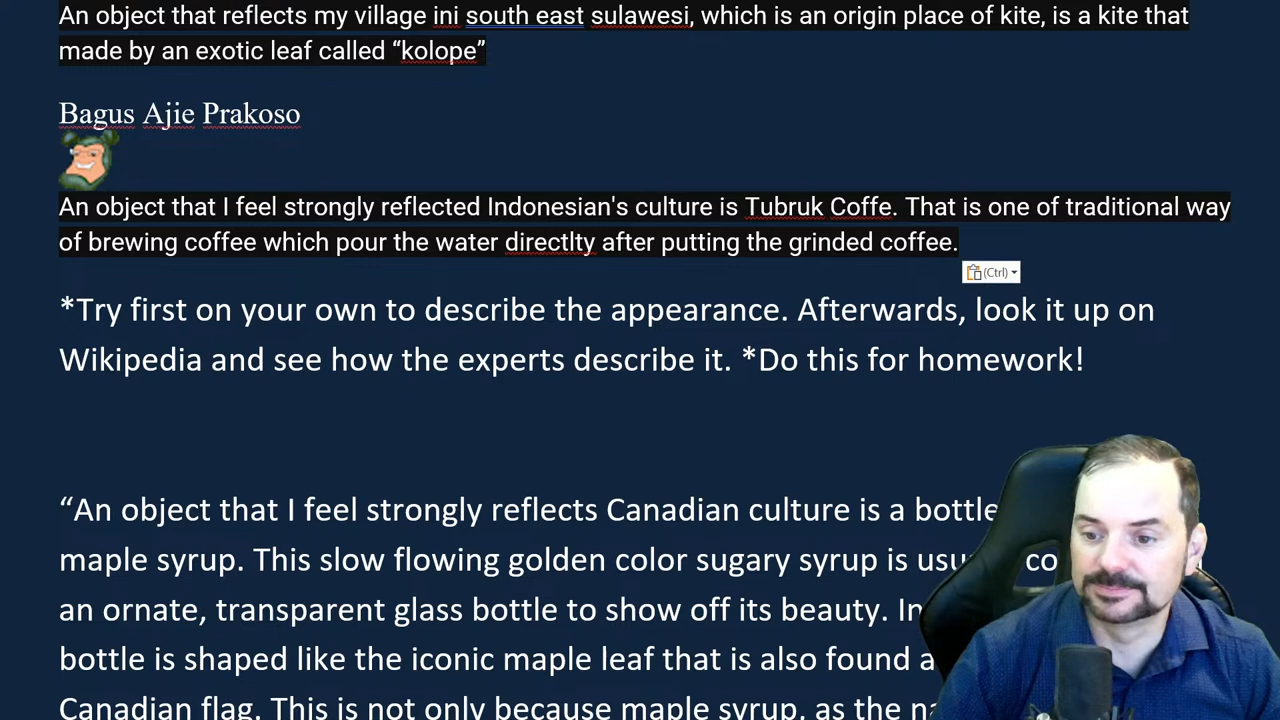 An object that reflects my village ini south east sulawesi, which is an origin place of kite, is a kite that
made by an exotic leaf called “kolope”
Bagus Ajie Prakoso
An object that I feel strongly reflected Indonesian's culture is Tubruk Coffe. That is one of traditional way
of brewing coffee which pour the water directlty after putting the grinded coffee.
(Ctrl)
*Try first on your own to describe the appearance. Afterwards, look it up on
Wikipedia and see how the experts describe it. *Do this for homework!
“An object that I feel strongly reflects Canadian culture is a bottle
maple syrup. This slow flowing golden color sugary syrup is
an ornate, transparent glass bottle to show off its beauty. In
bottle is shaped like the iconic maple leaf that is also found
Canadian flag. This is not only because maple syrup, as the